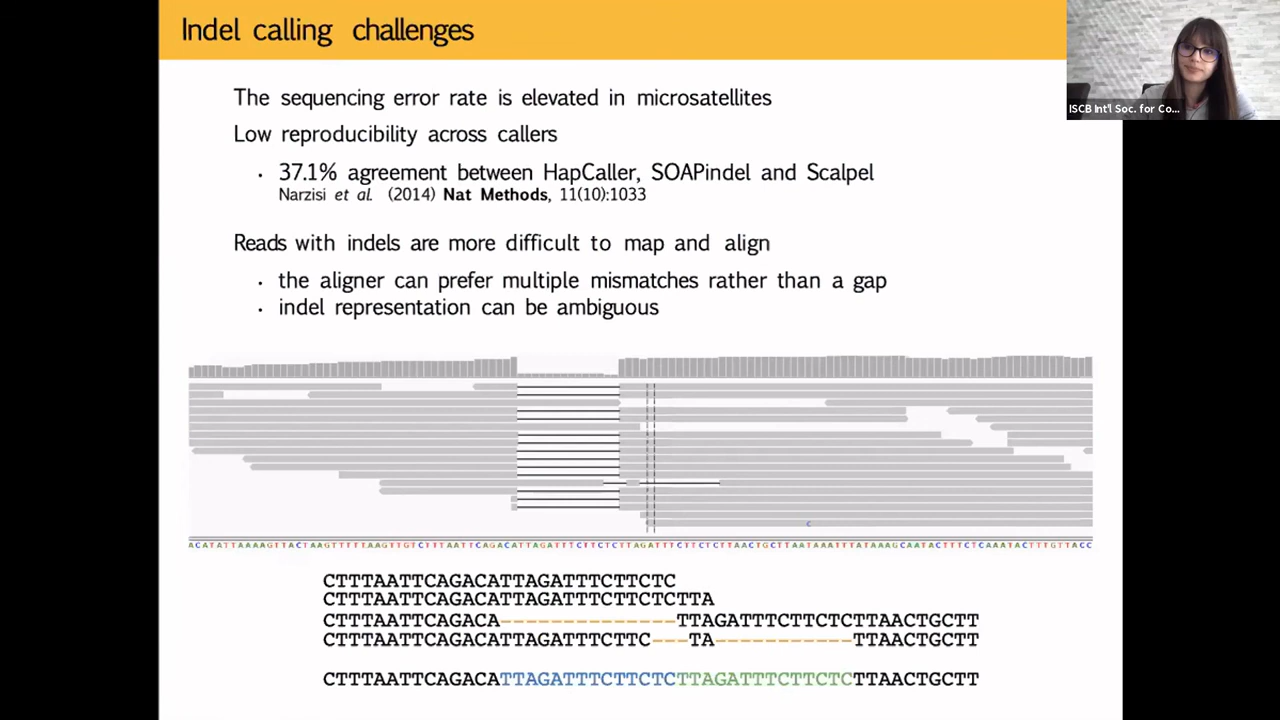 Indel calling challenges
ISCB Int'l Soc. for Co...
The sequencing error rate is elevated in microsatellites
Low reproducibility across callers
· 37.1% agreement between HapCaller, SOAPindel and Scalpel
Narzisi et al. (2014) Nat Methods, 11(10):1033
Reads with indels are more difficult to map and align
· the aligner can prefer multiple mismatches rather than a gap
· indel representation can be ambiguous
C
ACATATTAAAAGTTACTAAGTTTTTAAGTTGTCTTTAATTCAGACATTAGATTTCTTCTCTTAGATTTCTTCTCTTAACTGCTTAATAAATTTATAAAGCAATACTTTCTCAAATACTTTGTTACC
CTTTAATTCAGACATTAGATTTCTTCTC
CTTTAATTCAGACATTAGATTTCTTCTCTTA
CTTTAATTCAGACA--------------TTAGATTTCTTCTCTTAACTGCTT
CTTTAATTCAGACATTAGATTTCTTC---TA-----------TTAACTGCTT
CTTTAATTCAGACATTAGATTTCTTCTCTTAGATTTCTTCTCTTAACTGCTT